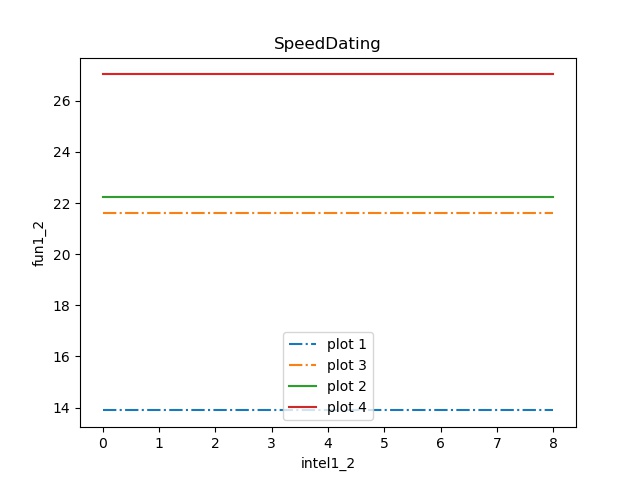 SpeedDating
fun1_2
26
24
22
20
18
16
14
plot 1
plot 3
plot 2
plot 4
0 1 2 3 4 5 6 7 8
intel1_2